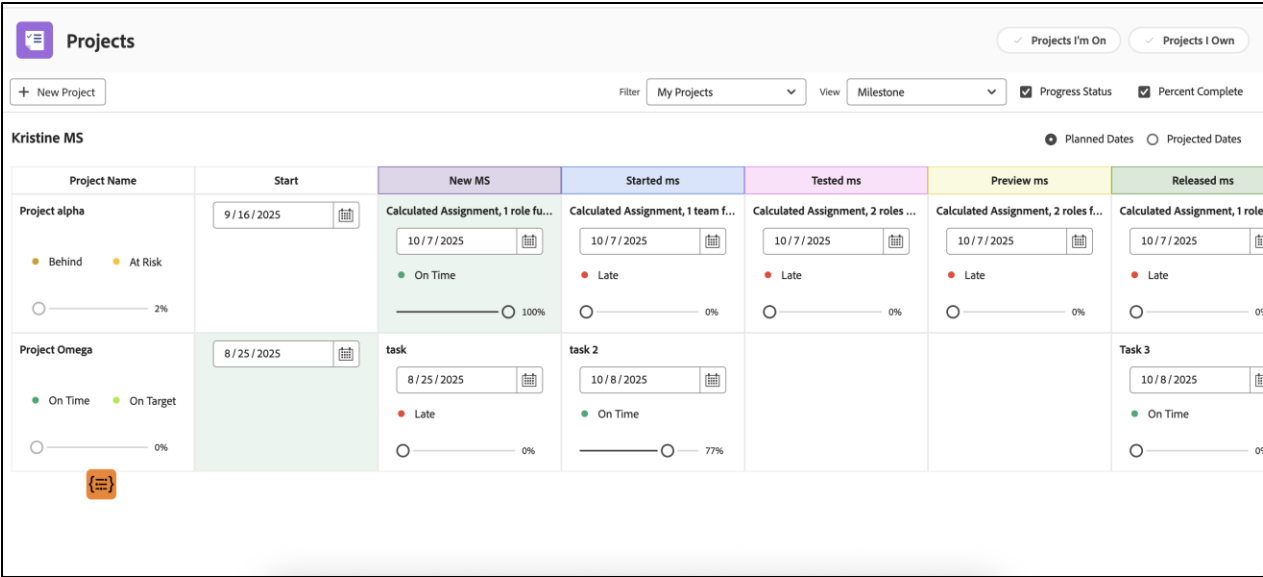 Projects
Projects I'm On
Projects I Own
+ New Project
Filter My Projects View Milestone Progress Status Percent Complete
Kristine MS
Planned Dates Projected Dates
Project Name Start New MS Started ms Tested ms Preview ms Released ms
Project alpha 9/16/2025 Calculated Assignment, 1 role fu... Calculated Assignment, 1 team f... Calculated Assignment, 2 roles ... Calculated Assignment, 2 roles f... Calculated Assignment, 1 role
10/7/2025 10/7/2025 10/7/2025 10/7/2025 10/7/2025
Behind At Risk On Time Late Late Late Late
2% 100% 0% 0% 0%
Project Omega 8/25/2025 task task 2 Task 3
8/25/2025 10/8/2025 10/8/2025
On Time On Target Late On Time On Time
0% 0% 77%